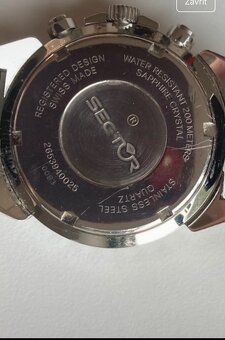 Zavřít
REGISTERED DESIGN
SWISS MADE
WATER RESISTANT 200 METERS
SAPPHIRE CRYSTAL
SECTOR®
2653940025
STAINLESS STEEL
QUARTZ